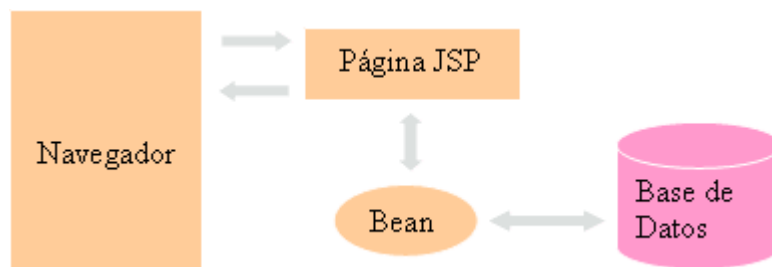 Página JSP
Navegador
Bean
Base de
Datos